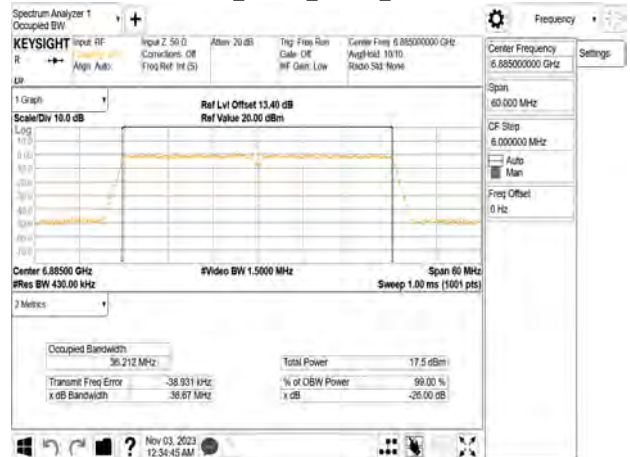 Spectrum Analyzer 1
Occupied BW
Frequency
KEYSIGHT
R
Input: RF
Align: Auto
Input Z: 50 Ω
Corrections: Off
Freq Ref: Int (S)
Atten: 20 dB
Trig: Free Run
Gate: Off
#IF Gain: Low
Center Freq: 6.885000000 GHz
Avg|Hold: 10/10
Radio Std: None
Center Frequency
6.885000000 GHz
Settings
Span
60.000 MHz
CF Step
6.000000 MHz
Auto
Man
Freq Offset
0 Hz
1 Graph
Scale/Div 10.0 dB
Ref Lvl Offset 13.40 dB
Ref Value 20.00 dBm
Log
Center 6.88500 GHz
#Res BW 430.00 kHz
#Video BW 1.5000 MHz
Span 60 MHz
Sweep 1.00 ms (1001 pts)
2 Metrics
Occupied Bandwidth
36.212 MHz
Total Power
17.5 dBm
Transmit Freq Error
-38.931 kHz
% of OBW Power
99.00 %
x dB Bandwidth
38.67 MHz
x dB
-26.00 dB
?
Nov 03, 2023
12:34:45 AM